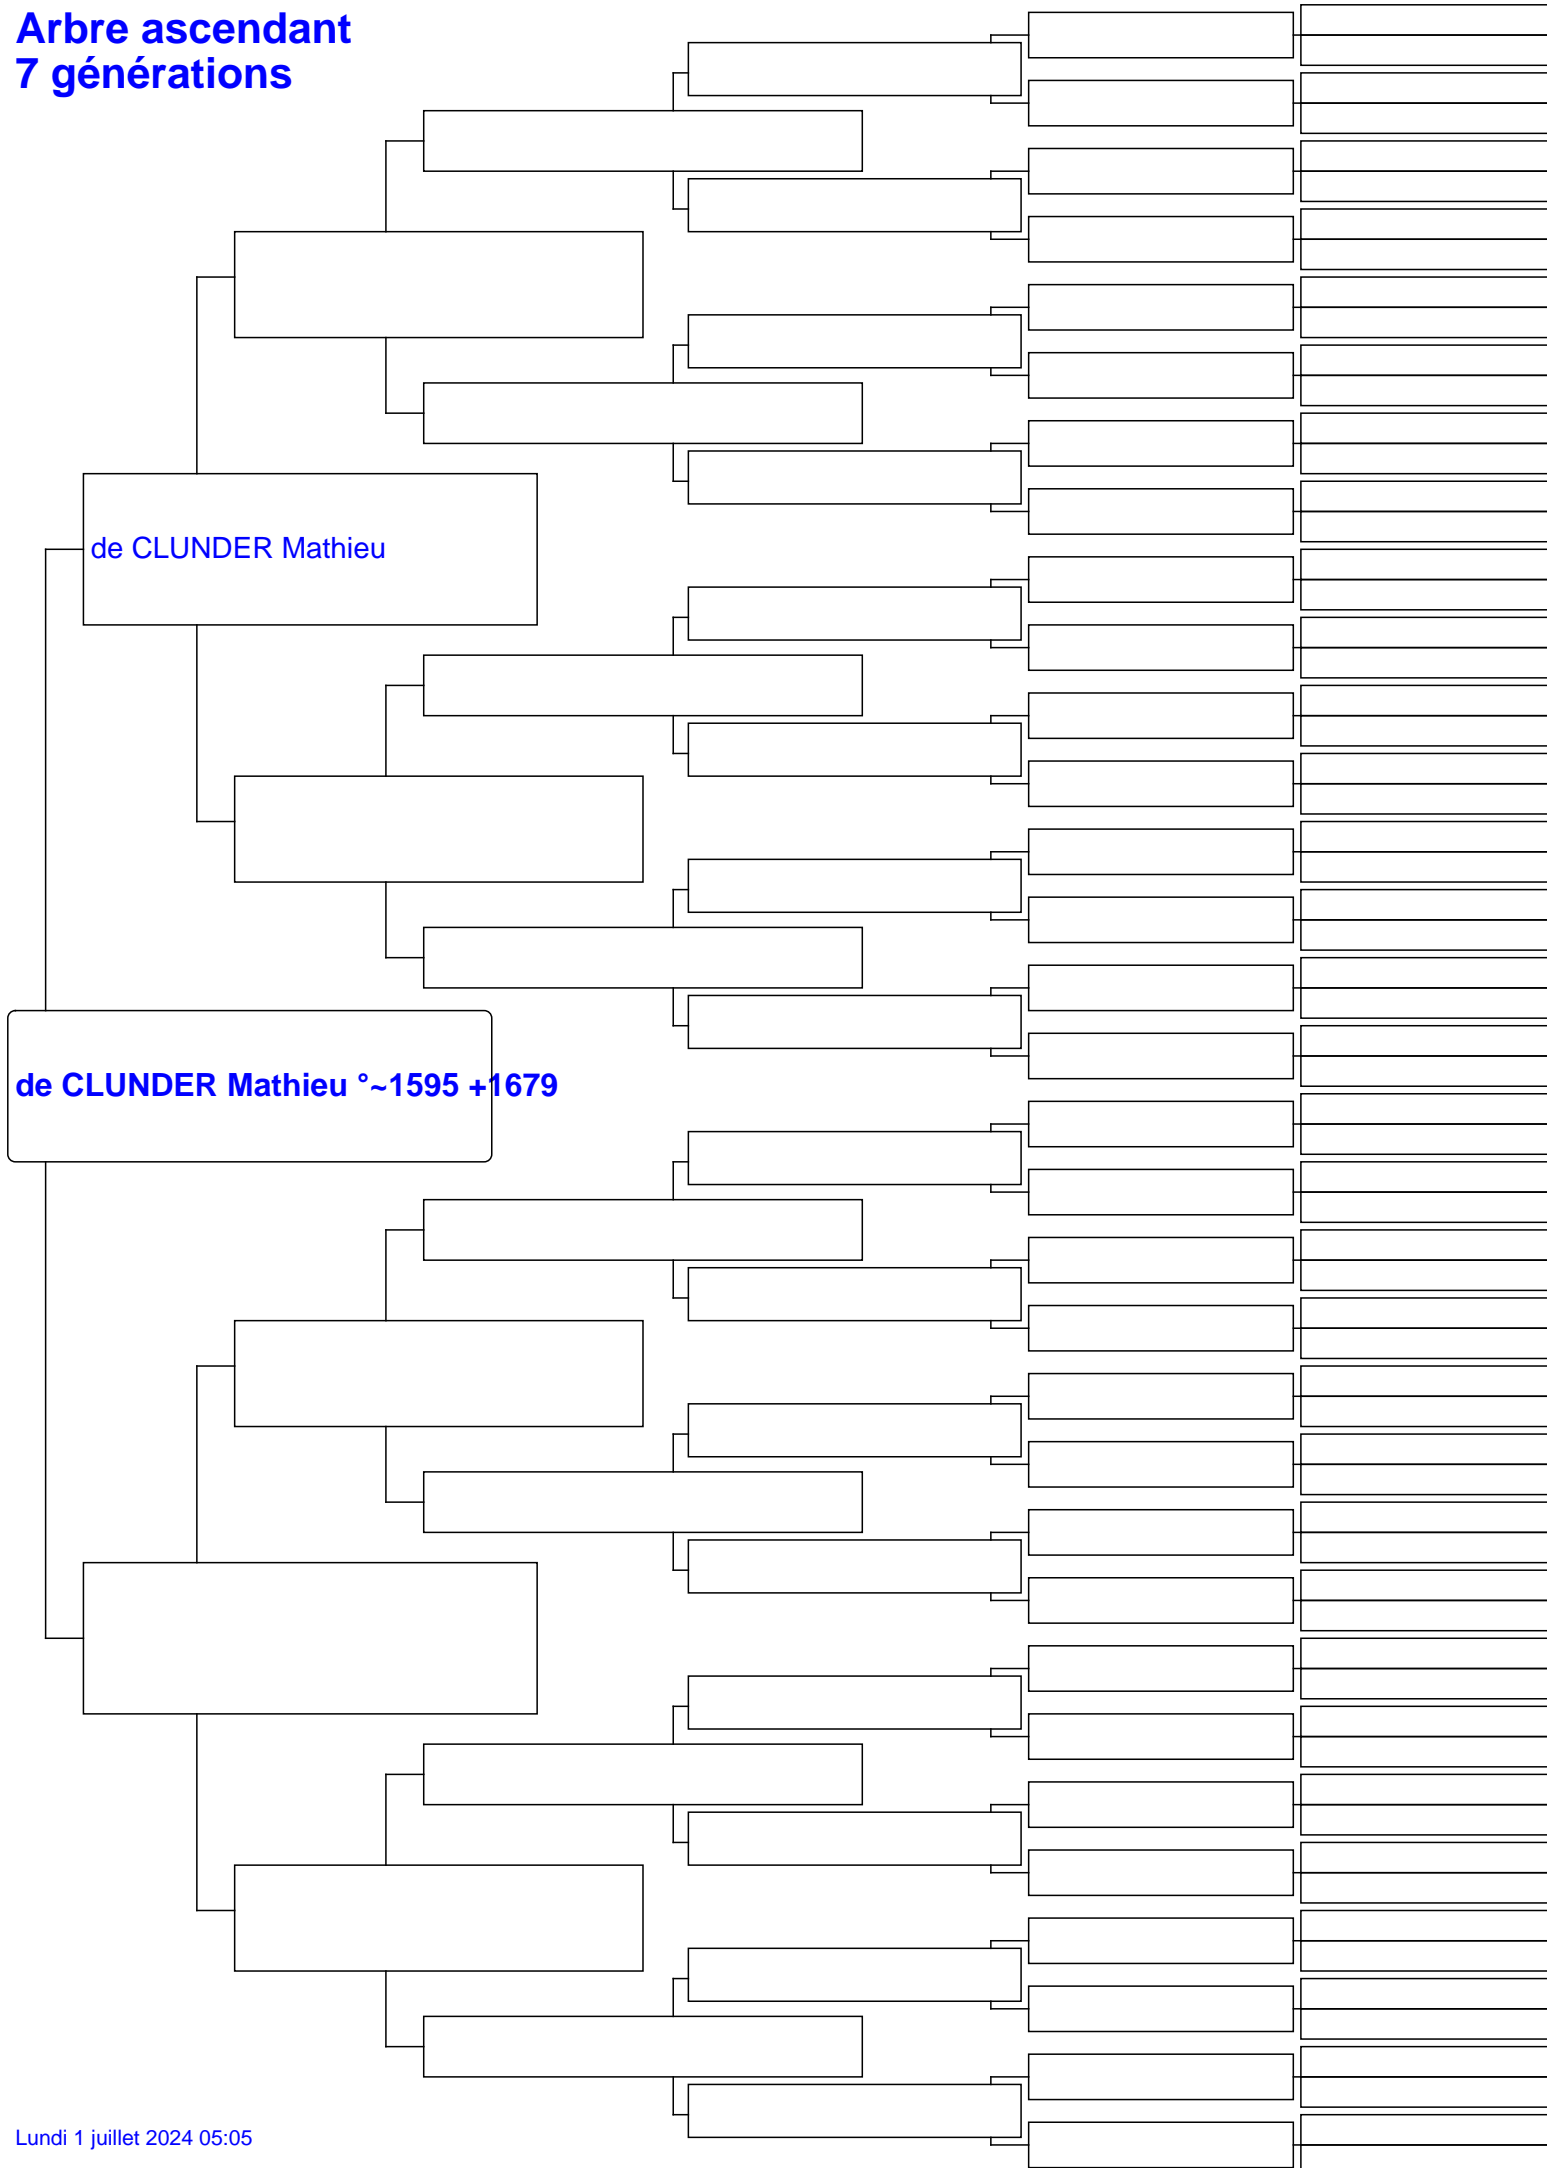 Arbre ascendant
7 générations
de CLUNDER Mathieu
de CLUNDER Mathieu °~1595 +1679
Lundi 1 juillet 2024 05:05